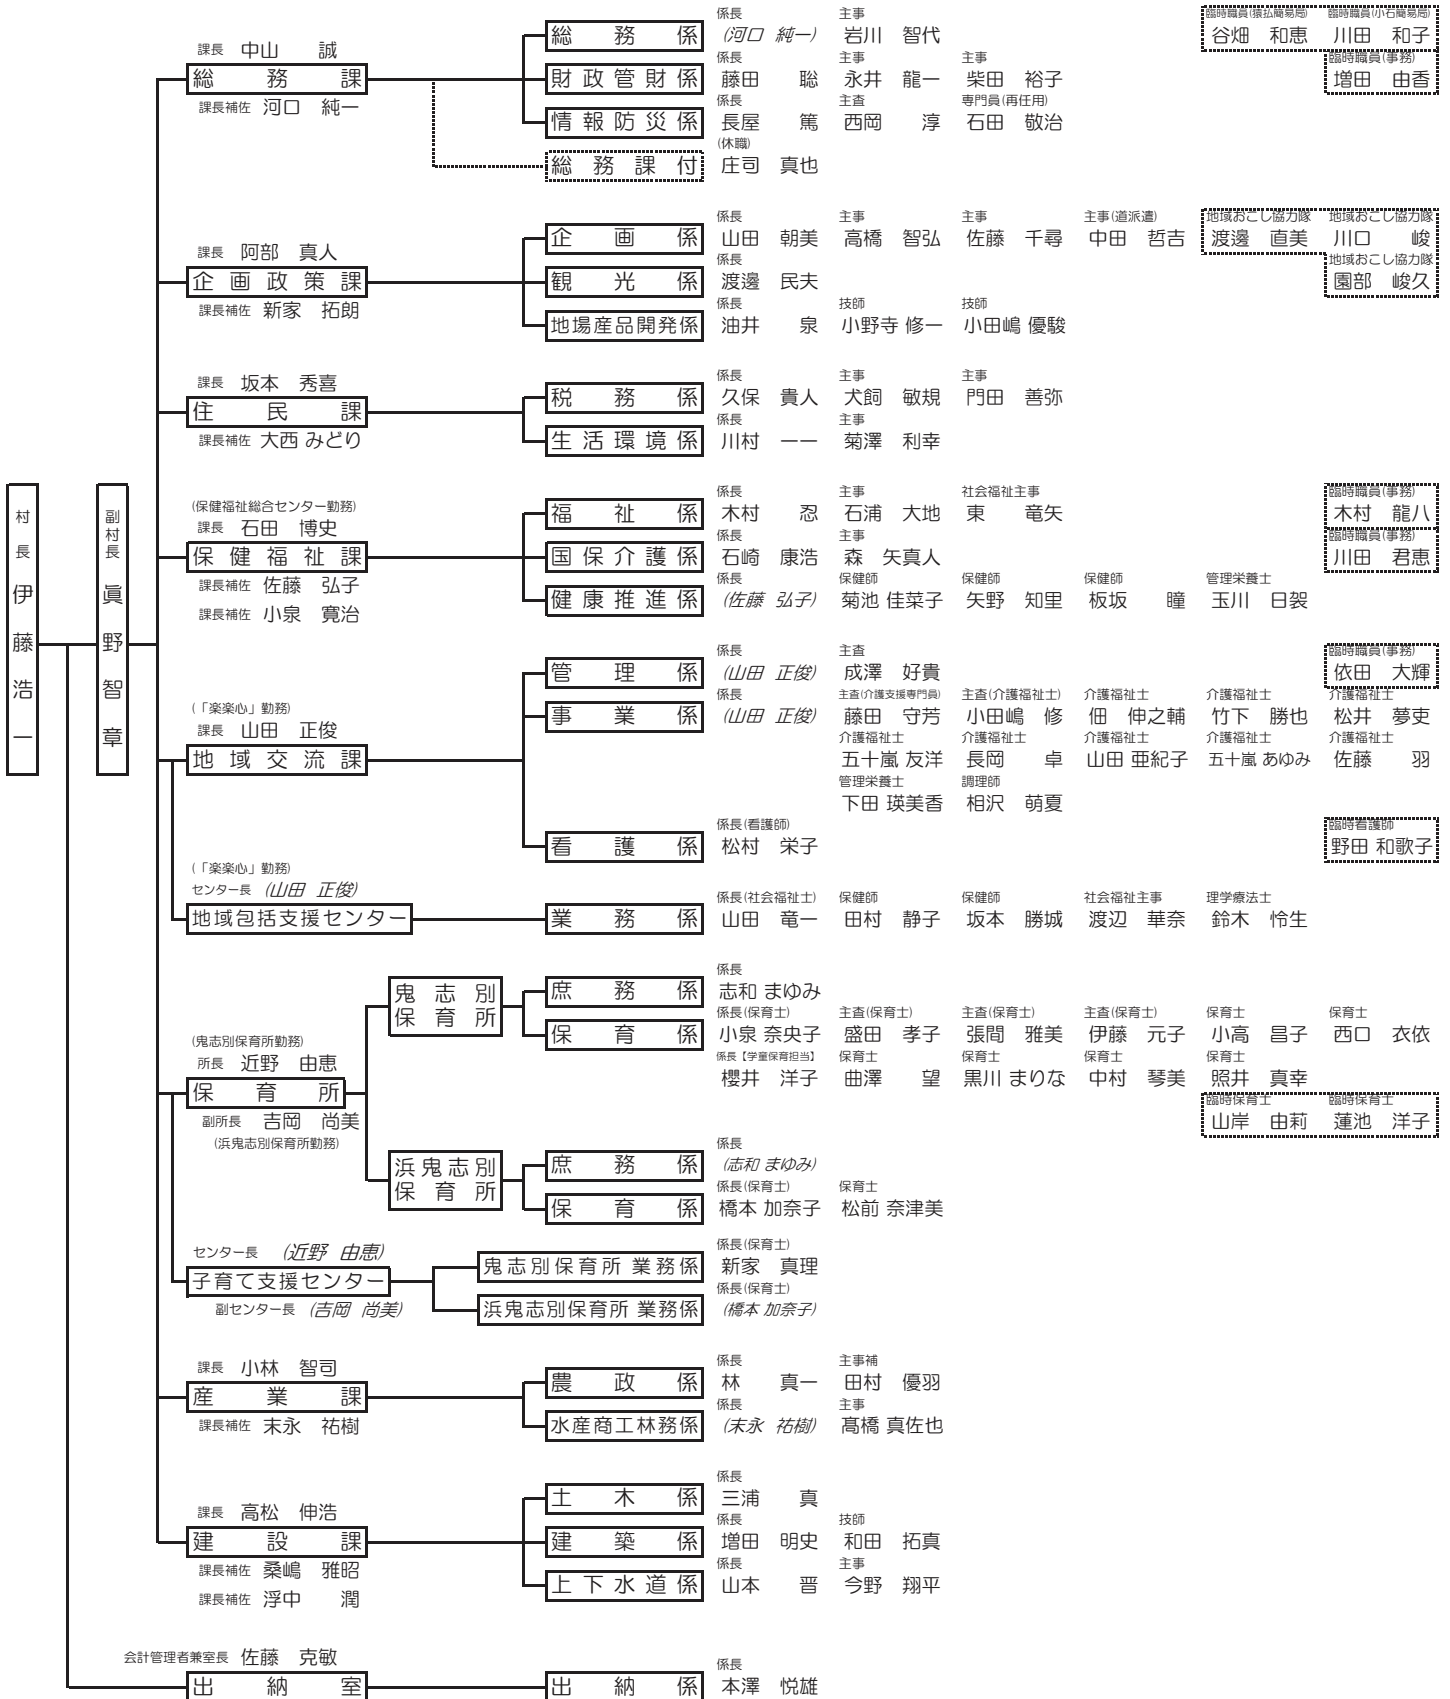 村長 伊藤浩一
副村長 眞野智章
課長 中山 誠
総務課
課長補佐 河口 純一
総務係
係長 主事 臨時職員(猿払簡易局) 臨時職員(小石簡易局)
(河口 純一) 岩川 智代 谷畑 和恵 川田 和子
財政管財係
係長 主事 主事 臨時職員(事務)
藤田 聡 永井 龍一 柴田 裕子 増田 由香
情報防災係
係長 主査 専門員(再任用)
長屋 篤 西岡 淳 石田 敬治
総務課付
(休職)
庄司 真也
課長 阿部 真人
企画政策課
課長補佐 新家 拓朗
企画係
係長 主事 主事 主事(道派遣) 地域おこし協力隊 地域おこし協力隊
山田 朝美 高橋 智弘 佐藤 千尋 中田 哲吉 渡邊 直美 川口 峻
観光係
係長 地域おこし協力隊
渡邊 民夫 園部 峻久
地場産品開発係
係長 技師 技師
油井 泉 小野寺 修一 小田嶋 優駿
課長 坂本 秀喜
住民課
課長補佐 大西 みどり
税務係
係長 主事 主事
久保 貴人 犬飼 敏規 門田 善弥
生活環境係
係長 主事
川村 一一 菊澤 利幸
(保健福祉総合センター勤務)
課長 石田 博史
保健福祉課
課長補佐 佐藤 弘子
課長補佐 小泉 寛治
福祉係
係長 主事 社会福祉主事 臨時職員(事務)
木村 忍 石浦 大地 東 竜矢 木村 龍八
国保介護係
係長 主事 臨時職員(事務)
石崎 康浩 森 矢真人 川田 君恵
健康推進係
係長 保健師 保健師 保健師 管理栄養士
(佐藤 弘子) 菊池 佳菜子 矢野 知里 板坂 瞳 玉川 日袈
(「楽楽心」勤務)
課長 山田 正俊
地域交流課
管理係
係長 主査 臨時職員(事務)
(山田 正俊) 成澤 好貴 依田 大輝
事業係
係長 主査(介護支援専門員) 主査(介護福祉士) 介護福祉士 介護福祉士 介護福祉士
(山田 正俊) 藤田 守芳 小田嶋 修 佃 伸之輔 竹下 勝也 松井 夢吏
介護福祉士 介護福祉士 介護福祉士 介護福祉士 介護福祉士
五十嵐 友洋 長岡 卓 山田 亜紀子 五十嵐 あゆみ 佐藤 羽
管理栄養士 調理師
下田 瑛美香 相沢 萌夏
看護係
係長(看護師) 臨時看護師
松村 栄子 野田 和歌子
(「楽楽心」勤務)
センター長 (山田 正俊)
地域包括支援センター
業務係
係長(社会福祉士) 保健師 保健師 社会福祉主事 理学療法士
山田 竜一 田村 静子 坂本 勝城 渡辺 華奈 鈴木 怜生
(鬼志別保育所勤務)
所長 近野 由恵
保育所
副所長 吉岡 尚美
(浜鬼志別保育所勤務)
鬼志別
保育所
庶務係
係長
志和 まゆみ
保育係
係長(保育士) 主査(保育士) 主査(保育士) 主査(保育士) 保育士 保育士
小泉 奈央子 盛田 孝子 張間 雅美 伊藤 元子 小高 昌子 西口 衣依
係長【学童保育担当】 保育士 保育士 保育士 保育士
櫻井 洋子 曲澤 望 黒川 まりな 中村 琴美 照井 真幸
臨時保育士 臨時保育士
山岸 由莉 蓮池 洋子
浜鬼志別
保育所
庶務係
係長
(志和 まゆみ)
保育係
係長(保育士) 保育士
橋本 加奈子 松前 奈津美
センター長 (近野 由恵)
子育て支援センター
副センター長 (吉岡 尚美)
鬼志別保育所 業務係
係長(保育士)
新家 真理
浜鬼志別保育所 業務係
係長(保育士)
(橋本 加奈子)
課長 小林 智司
産業課
課長補佐 末永 祐樹
農政係
係長 主事補
林 真一 田村 優羽
水産商工林務係
係長 主事
(末永 祐樹) 髙橋 真佐也
課長 高松 伸浩
建設課
課長補佐 桑嶋 雅昭
課長補佐 浮中 潤
土木係
係長
三浦 真
建築係
係長 技師
増田 明史 和田 拓真
上下水道係
係長 主事
山本 晋 今野 翔平
会計管理者兼室長 佐藤 克敏
出納室
出納係
係長
本澤 悦雄